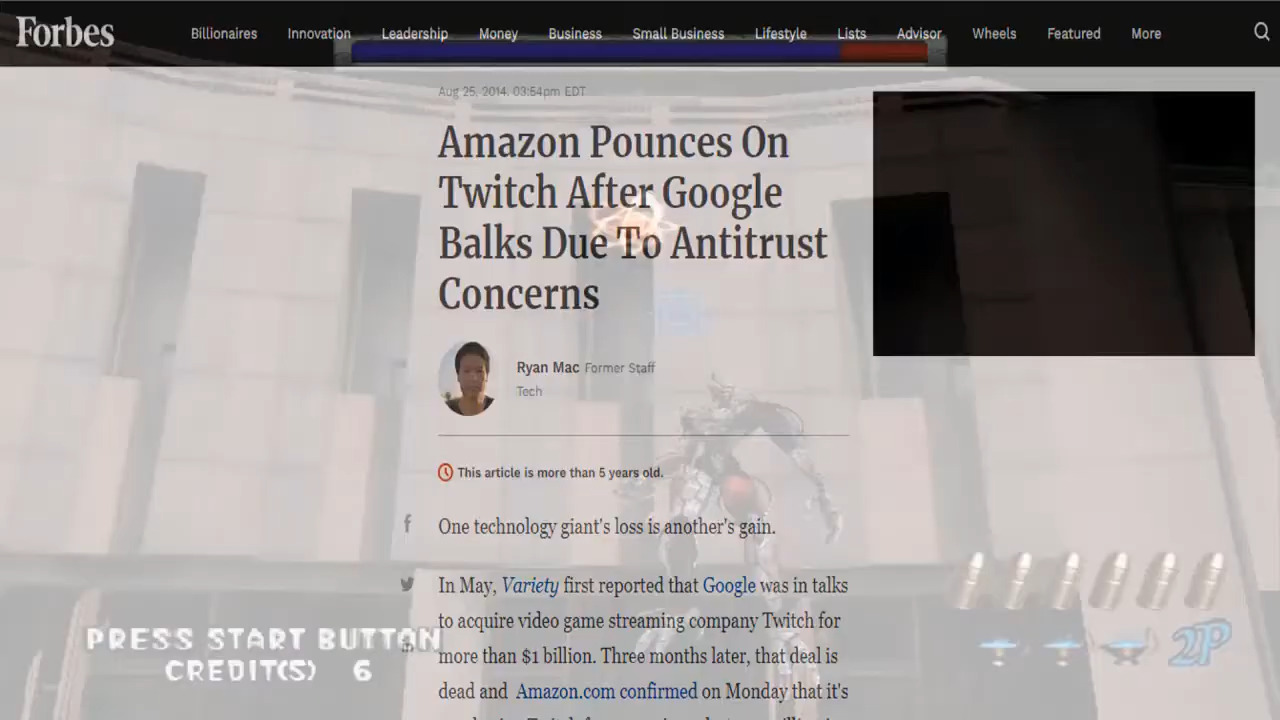 Forbes
Billionaires Innovation Leadership Money Business Small Business Lifestyle Lists Advisor Wheels Featured More
Aug 25, 2014, 03:54pm EDT
Amazon Pounces On
Twitch After Google
Balks Due To Antitrust
Concerns
Ryan Mac Former Staff
Tech
This article is more than 5 years old.
One technology giant's loss is another's gain.
In May, Variety first reported that Google was in talks
to acquire video game streaming company Twitch for
more than $1 billion. Three months later, that deal is
dead and Amazon.com confirmed on Monday that it's
PRESS START BUTTON
CREDIT(S) 6
2P